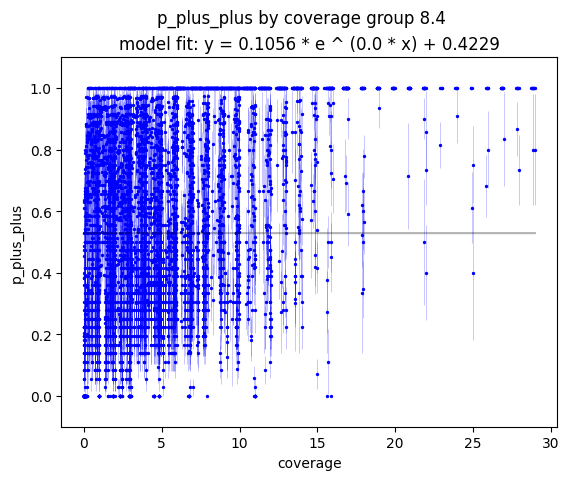 p_plus_plus by coverage group 8.4
model fit: y = 0.1056 * e ^ (0.0 * x) + 0.4229
1.0
0.8
0.6
0.4
0.2
0.0
p_plus_plus
0 5 10 15 20 25 30
coverage